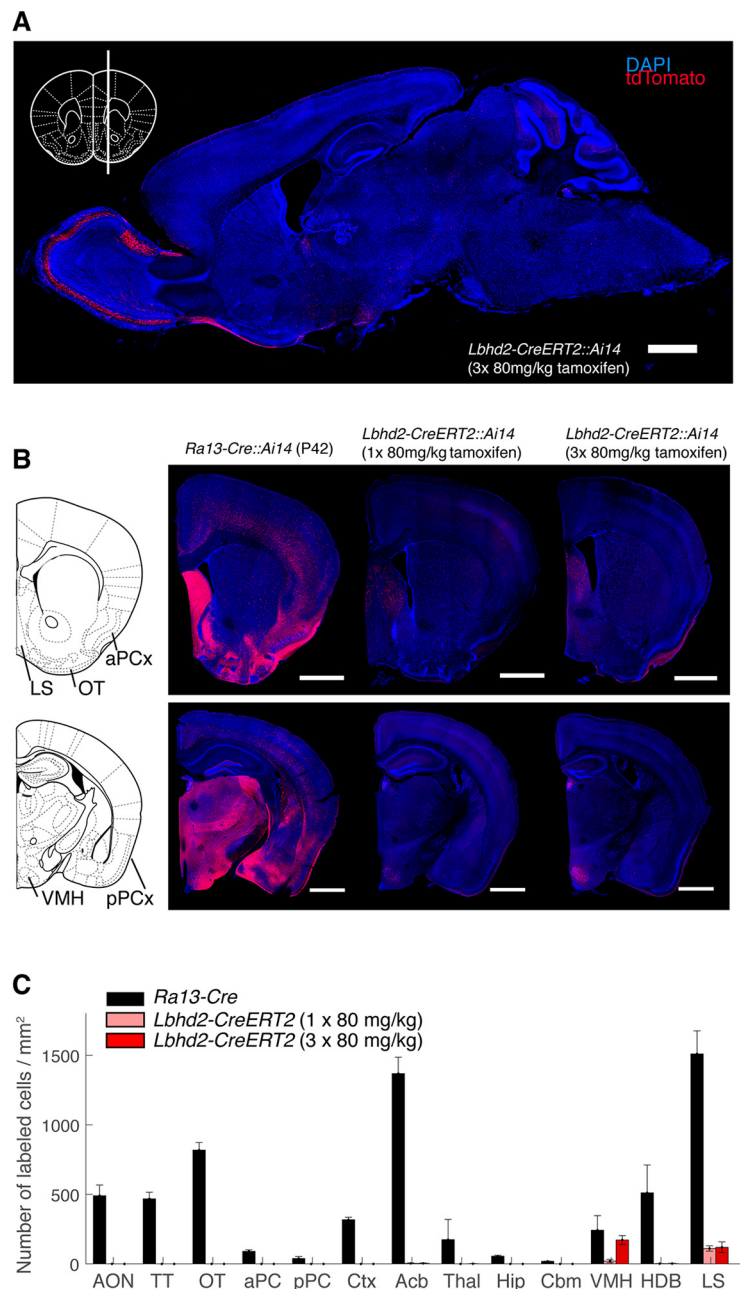 A
DAPI
tdTomato
Lbhd2-CreERT2::Ai14
(3x 80mg/kg tamoxifen)
B
Ra13-Cre::Ai14 (P42)
Lbhd2-CreERT2::Ai14
(1x 80mg/kg tamoxifen)
Lbhd2-CreERT2::Ai14
(3x 80mg/kg tamoxifen)
aPCx
LS
OT
VMH
pPCx
C
Ra13-Cre
Lbhd2-CreERT2 (1 x 80 mg/kg)
Lbhd2-CreERT2 (3 x 80 mg/kg)
Number of labeled cells / mm²
1500
1000
500
0
AON TT OT aPC pPC Ctx Acb Thal Hip Cbm VMH HDB LS